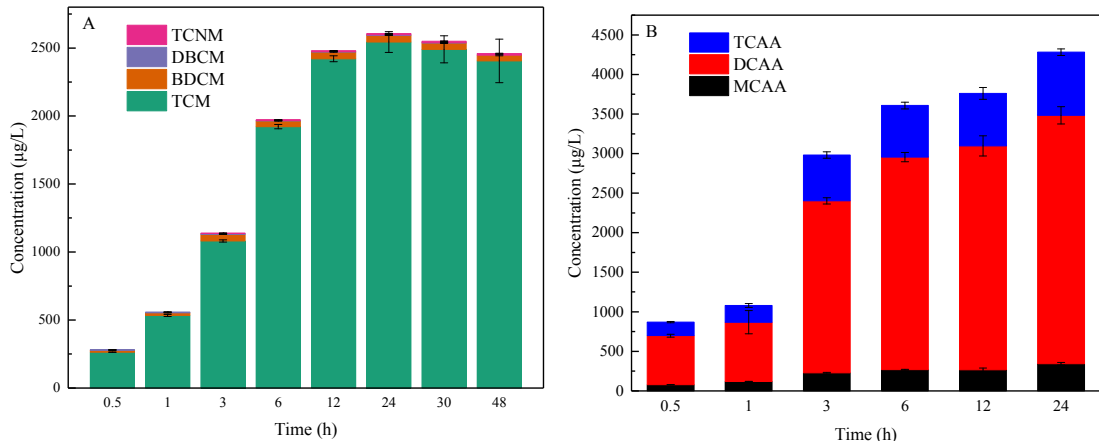 A
TCNM
DBCM
BDCM
TCM
2500
2000
1500
1000
500
0
Concentration (μg/L)
0.5 1 3 6 12 24 30 48
Time (h)
B
TCAA
DCAA
MCAA
4500
4000
3500
3000
2500
2000
1500
1000
500
0
Concentration (μg/L)
0.5 1 3 6 12 24
Time (h)